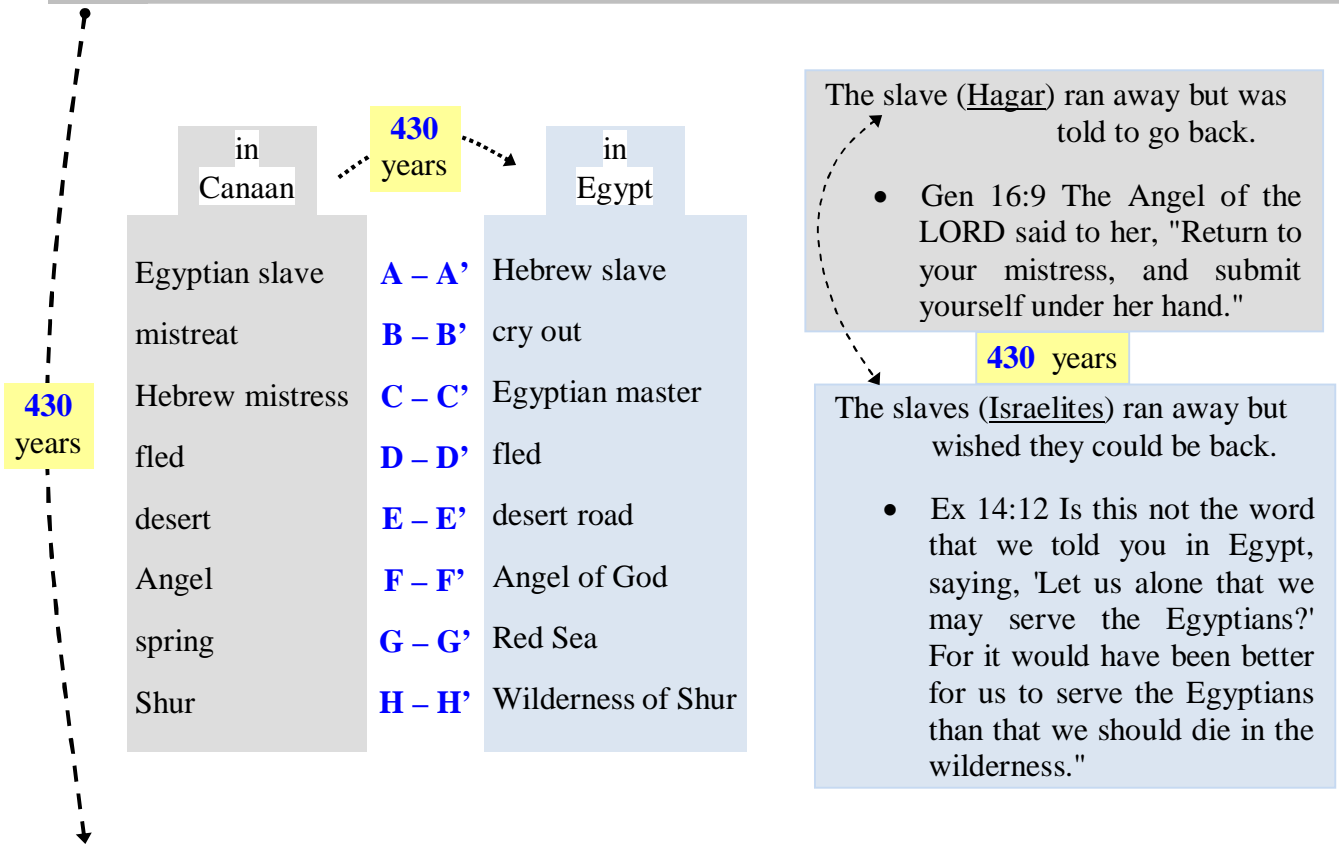 430
years
in
Canaan
430
years
in
Egypt
Egyptian slave A – A’ Hebrew slave
mistreat B – B’ cry out
Hebrew mistress C – C’ Egyptian master
fled D – D’ fled
desert E – E’ desert road
Angel F – F’ Angel of God
spring G – G’ Red Sea
Shur H – H’ Wilderness of Shur
The slave (Hagar) ran away but was
told to go back.
• Gen 16:9 The Angel of the
LORD said to her, "Return to
your mistress, and submit
yourself under her hand."
430 years
The slaves (Israelites) ran away but
wished they could be back.
• Ex 14:12 Is this not the word
that we told you in Egypt,
saying, 'Let us alone that we
may serve the Egyptians?'
For it would have been better
for us to serve the Egyptians
than that we should die in the
wilderness."